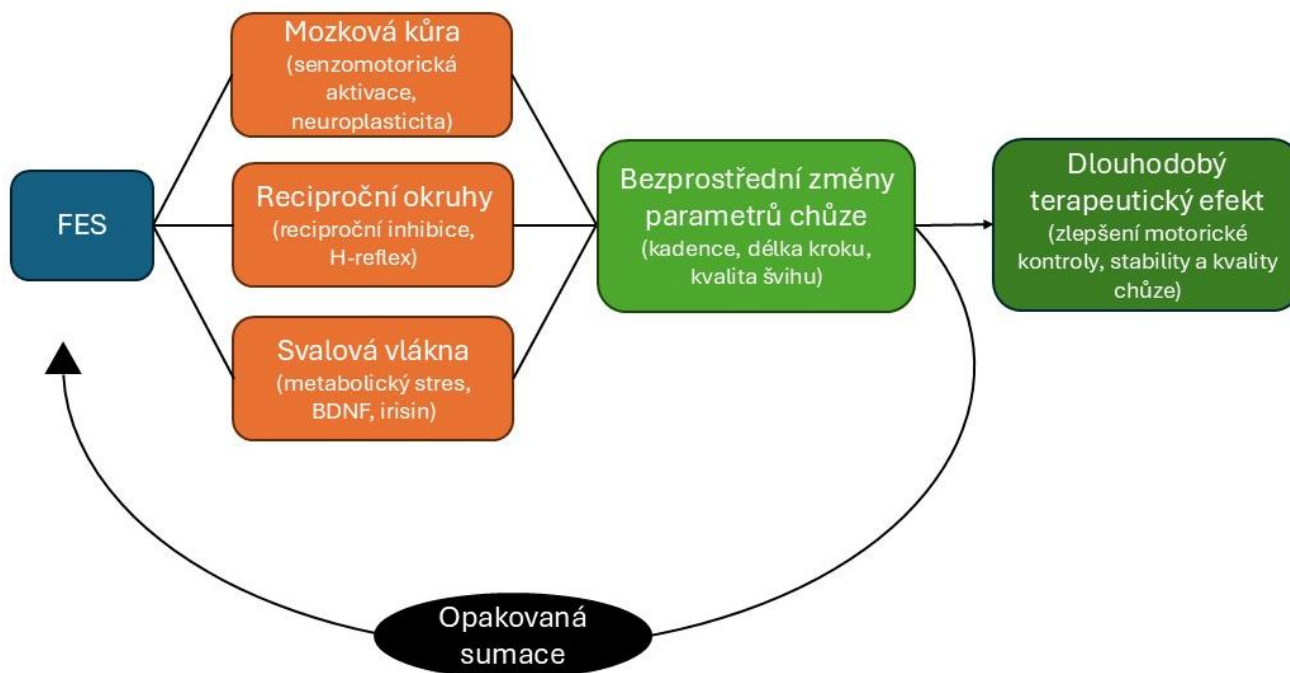 FES
Mozková kůra
(senzomotorická
aktivace,
neuroplasticita)
Reciproční okruhy
(reciproční inhibice,
H-reflex)
Svalová vlákna
(metabolický stres,
BDNF, irisin)
Bezprostřední změny
parametrů chůze
(kadence, délka kroku,
kvalita švihu)
Dlouhodobý
terapeutický efekt
(zlepšení motorické
kontroly, stability a kvality
chůze)
Opakovaná
sumace